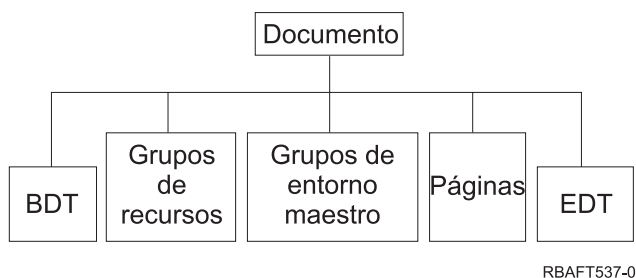 Documento
BDT
Grupos
de
recursos
Grupos de
entorno
maestro
Páginas
EDT
RBAFT537-0